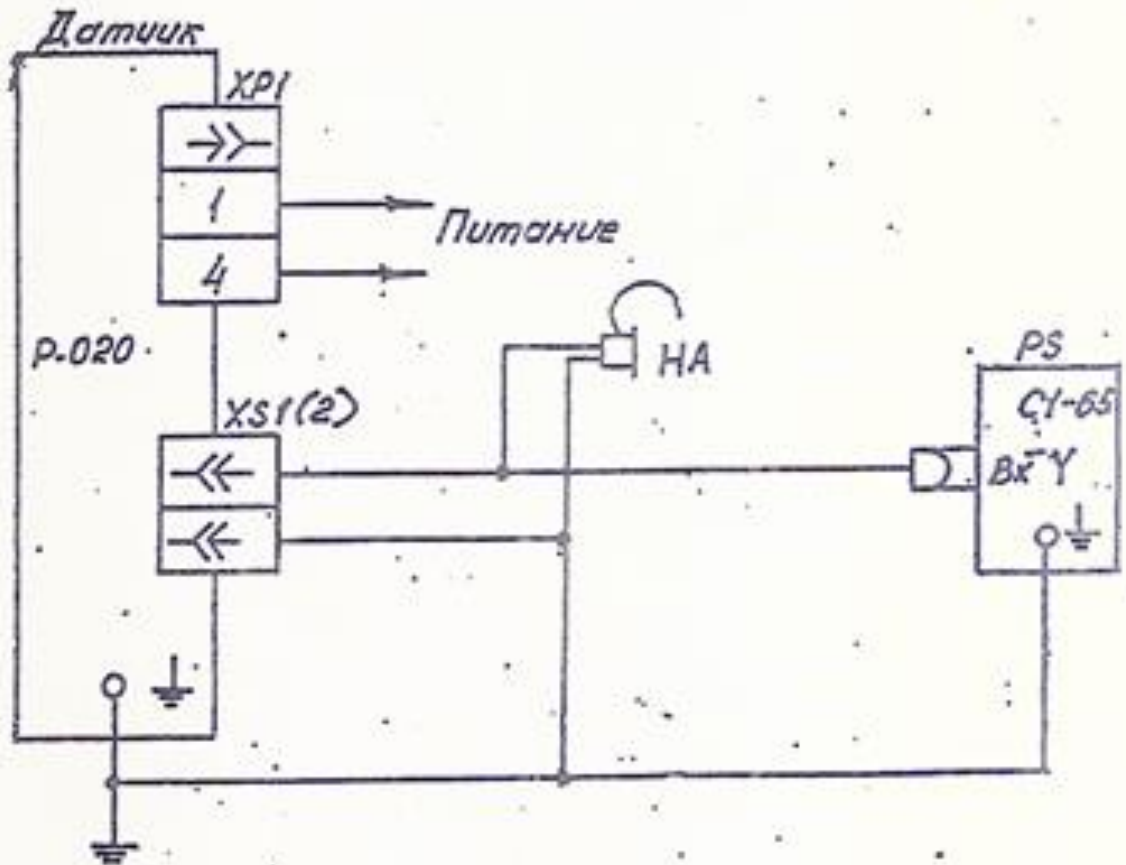 Датчик
XP1
1
Питание
4
P-020
HA
XS1(2)
PS
C1-65
Вх Y